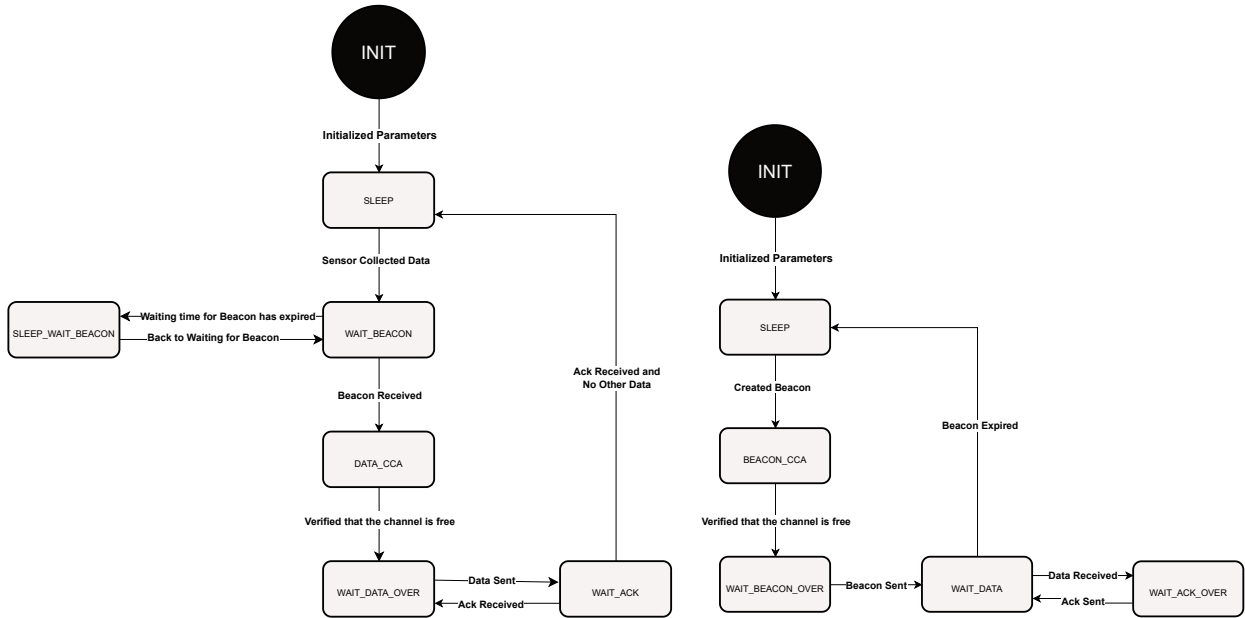 INIT
Initialized Parameters
SLEEP
Sensor Collected Data
SLEEP_WAIT_BEACON
Waiting time for Beacon has expired
Back to Waiting for Beacon
WAIT_BEACON
Beacon Received
Ack Received and
No Other Data
DATA_CCA
Verified that the channel is free
WAIT_DATA_OVER
Data Sent
Ack Received
WAIT_ACK
INIT
Initialized Parameters
SLEEP
Created Beacon
Beacon Expired
BEACON_CCA
Verified that the channel is free
WAIT_BEACON_OVER
Beacon Sent
WAIT_DATA
Data Received
Ack Sent
WAIT_ACK_OVER